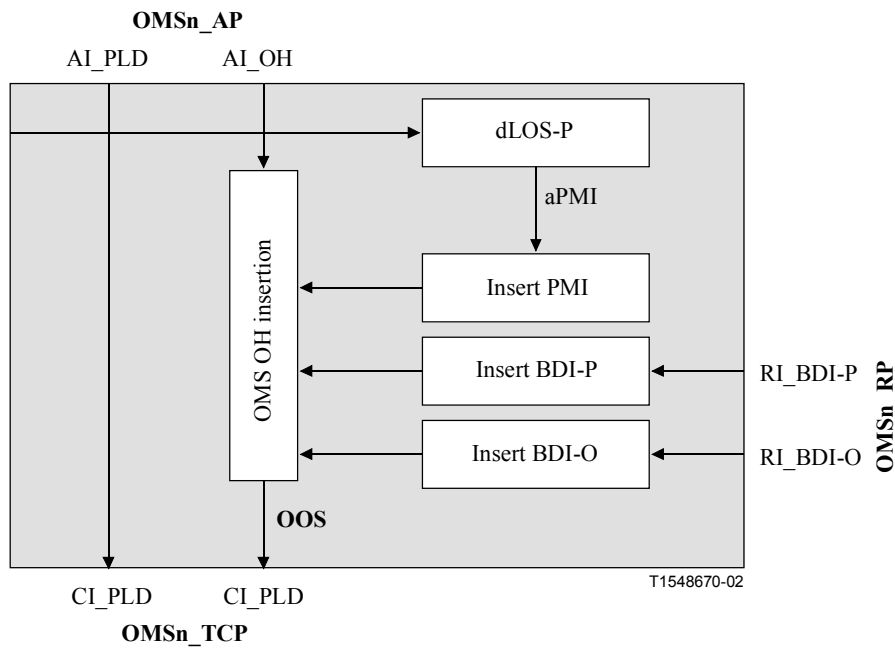 OMSn_AP
AI_PLD AI_OH
dLOS-P
aPMI
OMS OH insertion
Insert PMI
Insert BDI-P
RI_BDI-P
Insert BDI-O
RI_BDI-O
OMSn_RP
OOS
T1548670-02
CI_PLD CI_PLD
OMSn_TCP